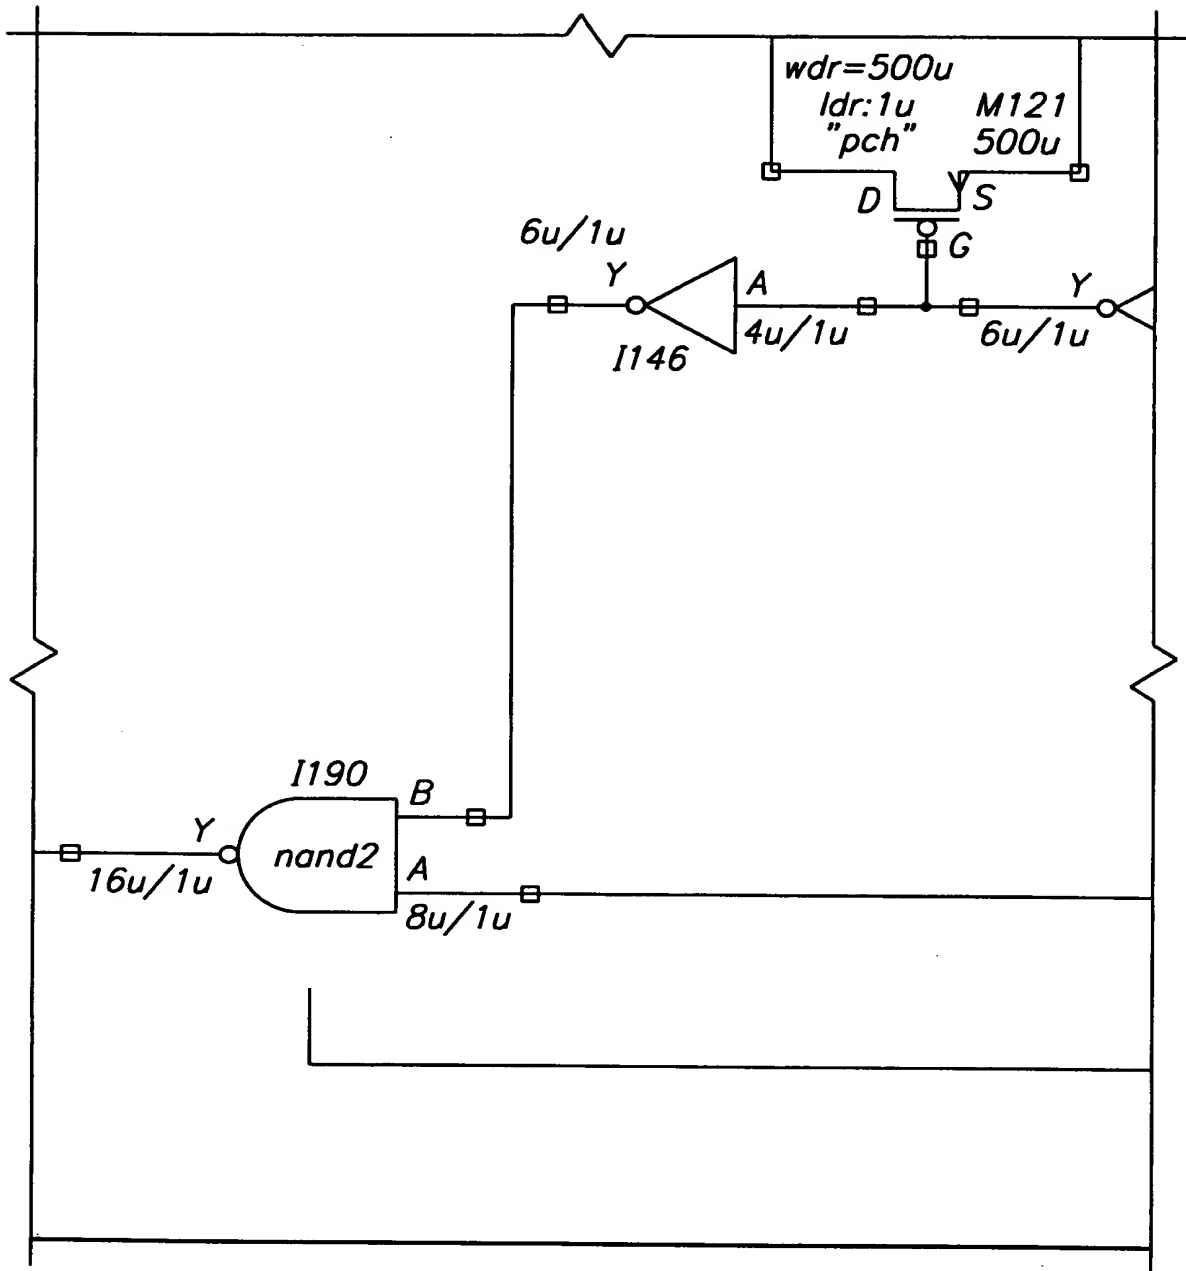 wdr=500u
ldr:1u M121
"pch" 500u
D S
G
6u/1u
Y A Y
4u/1u 6u/1u
I146
I190
B
Y
nand2
A
16u/1u
8u/1u